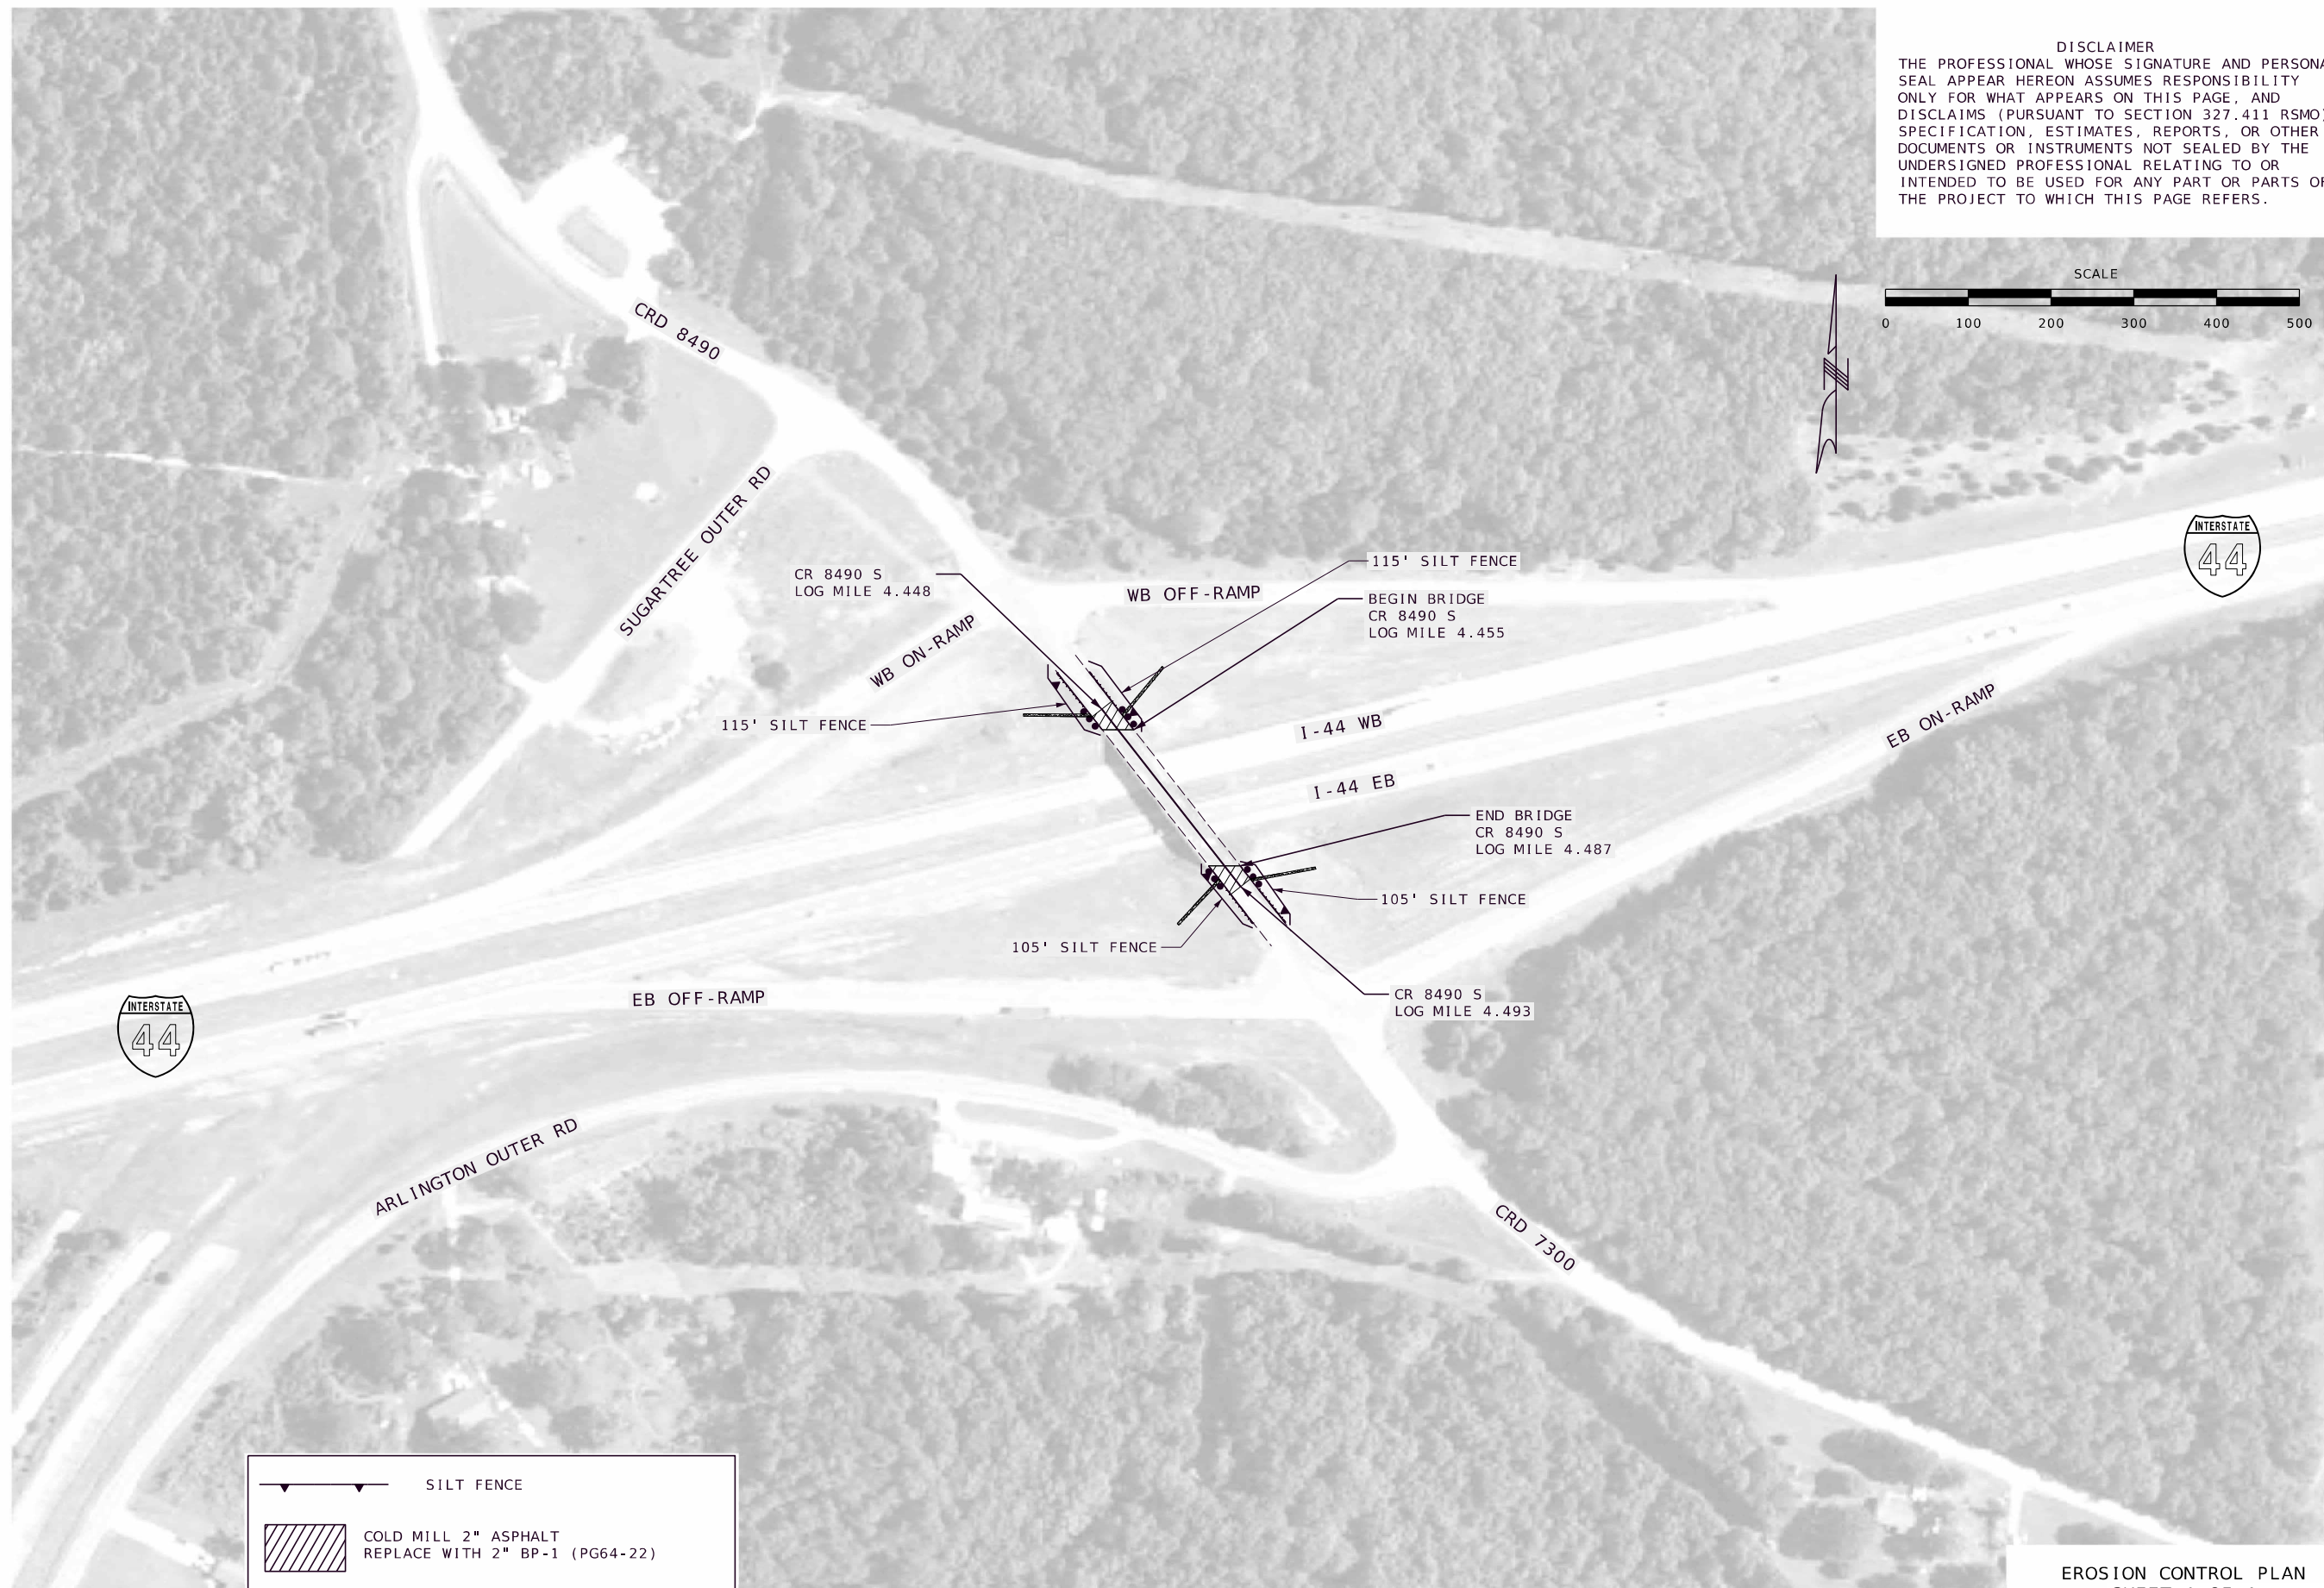 DISCLAIMER
THE PROFESSIONAL WHOSE SIGNATURE AND
SEAL APPEAR HEREON ASSUMES RESPONSIBILITY
ONLY FOR WHAT APPEARS ON THIS PAGE, AND
DISCLAIMS (PURSUANT TO SECTION 327.411 RSMO)
SPECIFICATION, ESTIMATES, REPORTS, OR OTHER
DOCUMENTS OR INSTRUMENTS NOT SEALED BY THE
UNDERSIGNED PROFESSIONAL RELATING TO OR
INTENDED TO BE USED FOR ANY PART OR PARTS
THE PROJECT TO WHICH THIS PAGE REFERS.
SCALE
0 100 200 300 400 500
N
CRD 8490
SUGARTREE OUTER RD
INTERSTATE
44
CR 8490 S
LOG MILE 4.448
115' SILT FENCE
WB OFF-RAMP
BEGIN BRIDGE
CR 8490 S
LOG MILE 4.455
WB ON-RAMP
115' SILT FENCE
I-44 WB
EB ON-RAMP
I-44 EB
END BRIDGE
CR 8490 S
LOG MILE 4.487
105' SILT FENCE
105' SILT FENCE
EB OFF-RAMP
CR 8490 S
LOG MILE 4.493
INTERSTATE
44
ARLINGTON OUTER RD
CRD 7300
SILT FENCE
COLD MILL 2" ASPHALT
REPLACE WITH 2" BP-1 (PG64-22)
EROSION CONTROL PLAN